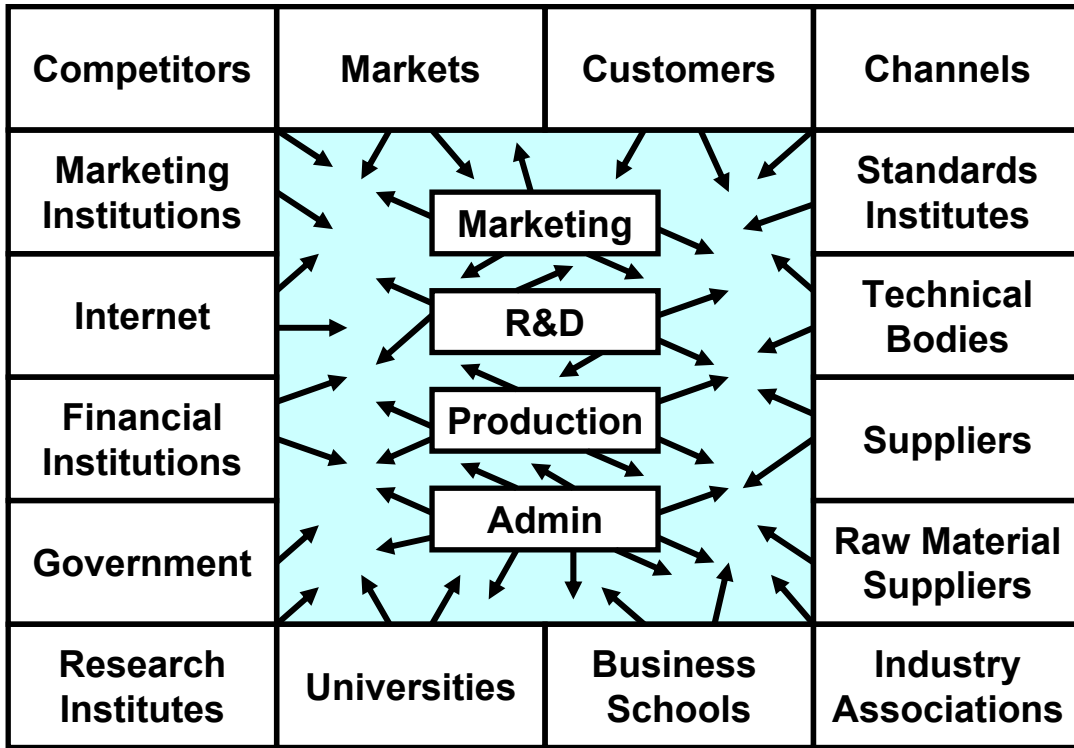 Competitors
Markets
Customers
Channels
Marketing
Institutions
Standards
Institutes
Marketing
Internet
R&D
Technical
Bodies
Financial
Institutions
Production
Suppliers
Government
Admin
Raw Material
Suppliers
Research
Institutes
Universities
Business
Schools
Industry
Associations